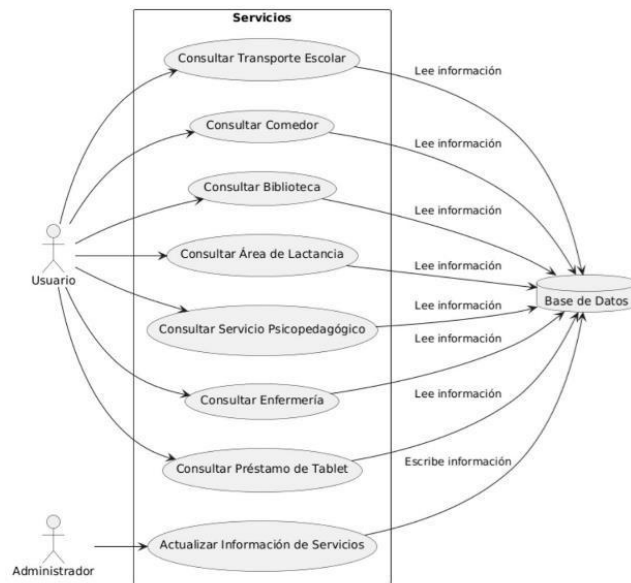 Servicios
Consultar Transporte Escolar
Lee información
Consultar Comedor
Lee información
Consultar Biblioteca
Lee información
Usuario
Consultar Área de Lactancia
Lee información
Base de Datos
Consultar Servicio Psicopedagógico
Lee información
Consultar Enfermería
Lee información
Consultar Préstamo de Tablet
Lee información
Escribe información
Administrador
Actualizar Información de Servicios